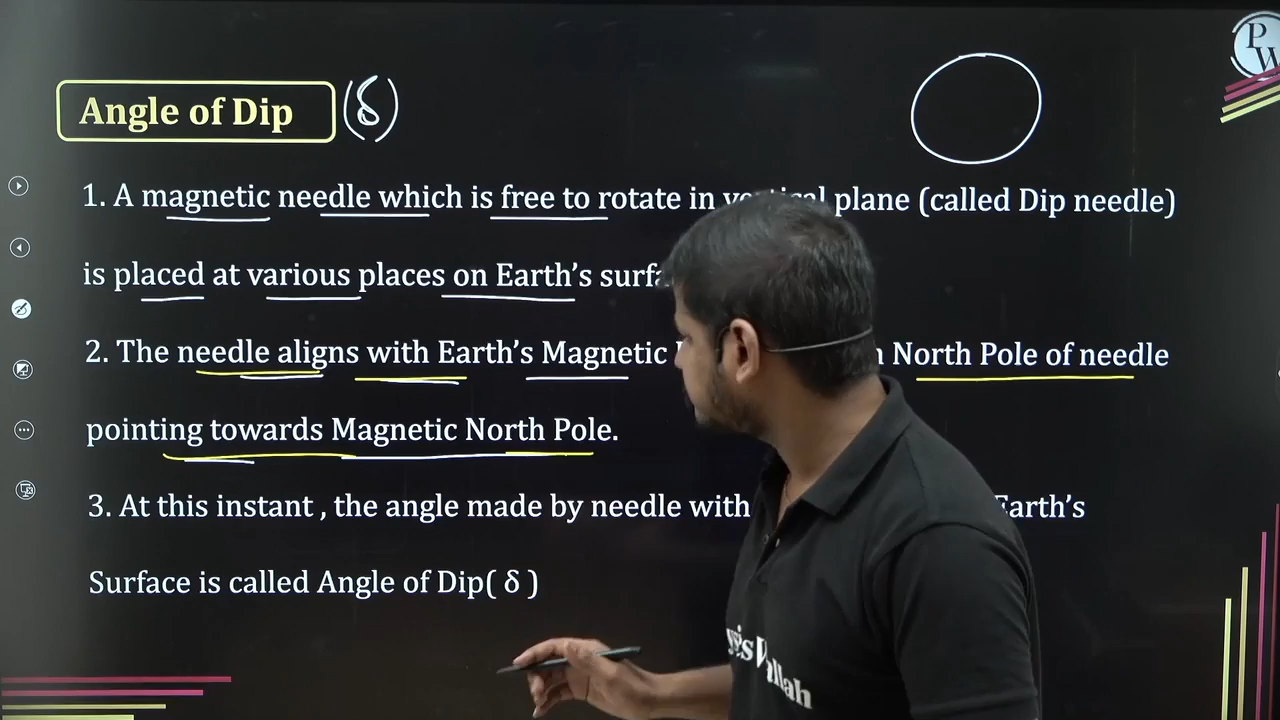 Angle of Dip (δ)
1. A magnetic needle which is free to rotate in vertical plane (called Dip needle)
is placed at various places on Earth's
2. The needle aligns with Earth's Magnetic North Pole of needle
pointing towards Magnetic North Pole.
3. At this instant , the angle made by needle with Earth's
Surface is called Angle of Dip( δ )
PW